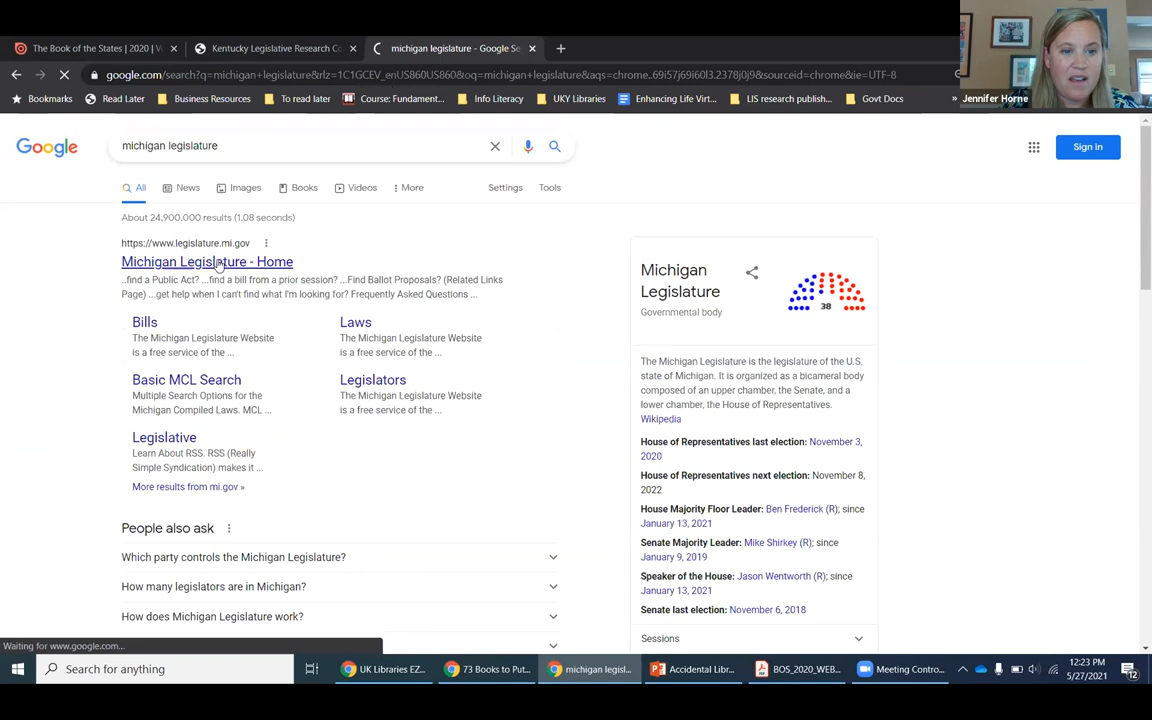 The Book of the States | 2020 | V
Kentucky Legislative Research Co
michigan legislature - Google Se
google.com/search?q=michigan+legislature&rlz=1C1GCEV_enUS860US860&oq=michigan+legislature&aqs=chrome..69i57j69i60l3.2378j0j9&sourceid=chrome&ie=UTF-8
Bookmarks
Read Later
Business Resources
To read later
Course: Fundament...
Info Literacy
UKY Libraries
Enhancing Life Virt...
LIS research publish...
Govt Docs
»
Jennifer Horne
Google
michigan legislature
Sign in
All
News
Images
Books
Videos
More
Settings
Tools
About 24,900,000 results (1.08 seconds)
https://www.legislature.mi.gov
Michigan Legislature - Home
..find a Public Act? ...find a bill from a prior session? ...Find Ballot Proposals? (Related Links
Page) ...get help when I can't find what I'm looking for? Frequently Asked Questions ...
Bills
The Michigan Legislature Website
is a free service of the ...
Laws
The Michigan Legislature Website
is a free service of the ...
Basic MCL Search
Multiple Search Options for the
Michigan Compiled Laws. MCL ...
Legislators
The Michigan Legislature Website
is a free service of the ...
Legislative
Learn About RSS. RSS (Really
Simple Syndication) makes it ...
More results from mi.gov »
People also ask
Which party controls the Michigan Legislature?
How many legislators are in Michigan?
How does Michigan Legislature work?
Michigan
Legislature
Governmental body
38
The Michigan Legislature is the legislature of the U.S.
state of Michigan. It is organized as a bicameral body
composed of an upper chamber, the Senate, and a
lower chamber, the House of Representatives.
Wikipedia
House of Representatives last election: November 3,
2020
House of Representatives next election: November 8,
2022
House Majority Floor Leader: Ben Frederick (R); since
January 13, 2021
Senate Majority Leader: Mike Shirkey (R); since
January 9, 2019
Speaker of the House: Jason Wentworth (R); since
January 13, 2021
Senate last election: November 6, 2018
Sessions
Waiting for www.google.com...
Search for anything
UK Libraries EZ...
73 Books to Put...
michigan legisl...
Accidental Libr...
BOS_2020_WEB...
Meeting Contro...
12:23 PM
5/27/2021
12